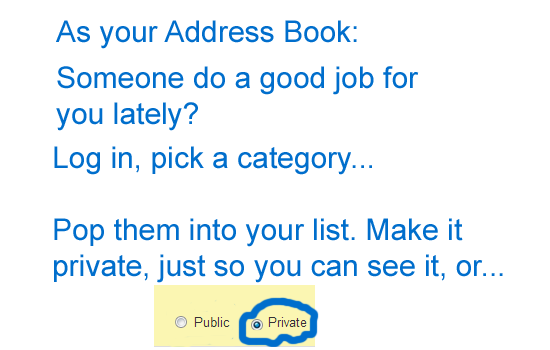 As your Address Book:
Someone do a good job for
you lately?
Log in, pick a category...
Pop them into your list. Make it
private, just so you can see it, or...
Public Private